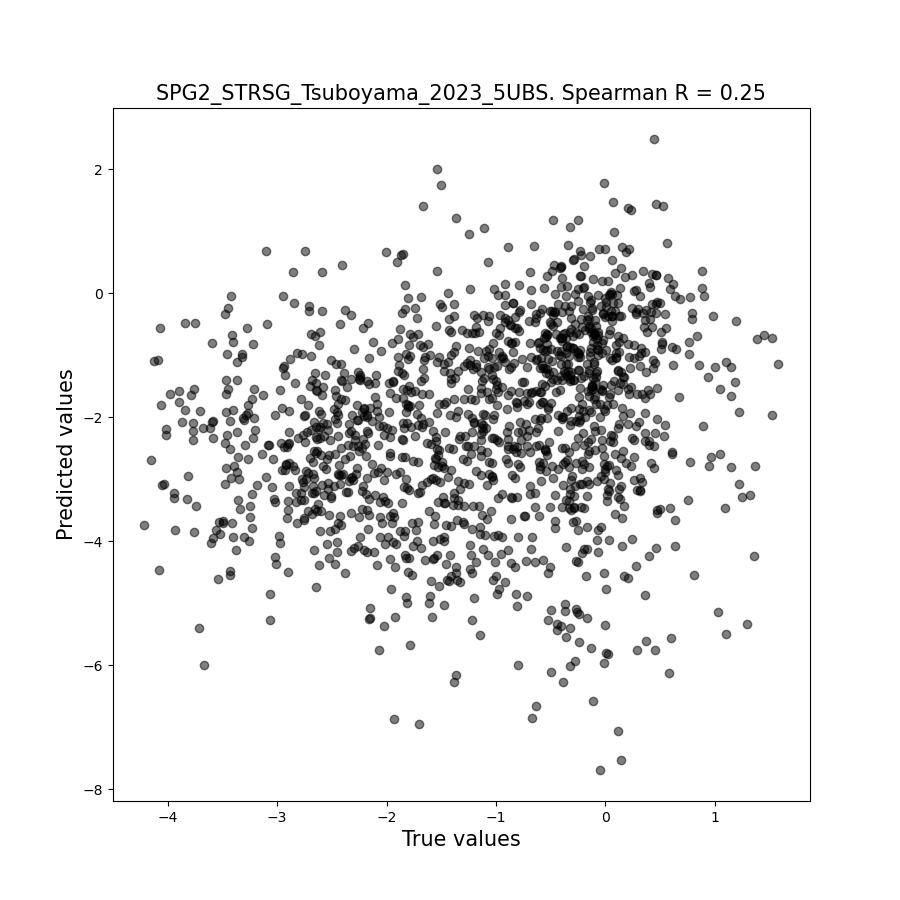 SPG2_STRSG_Tsuboyama_2023_5UBS. Spearman R = 0.25
Predicted values
2
0
−2
−4
−6
−8
−4 −3 −2 −1 0 1
True values